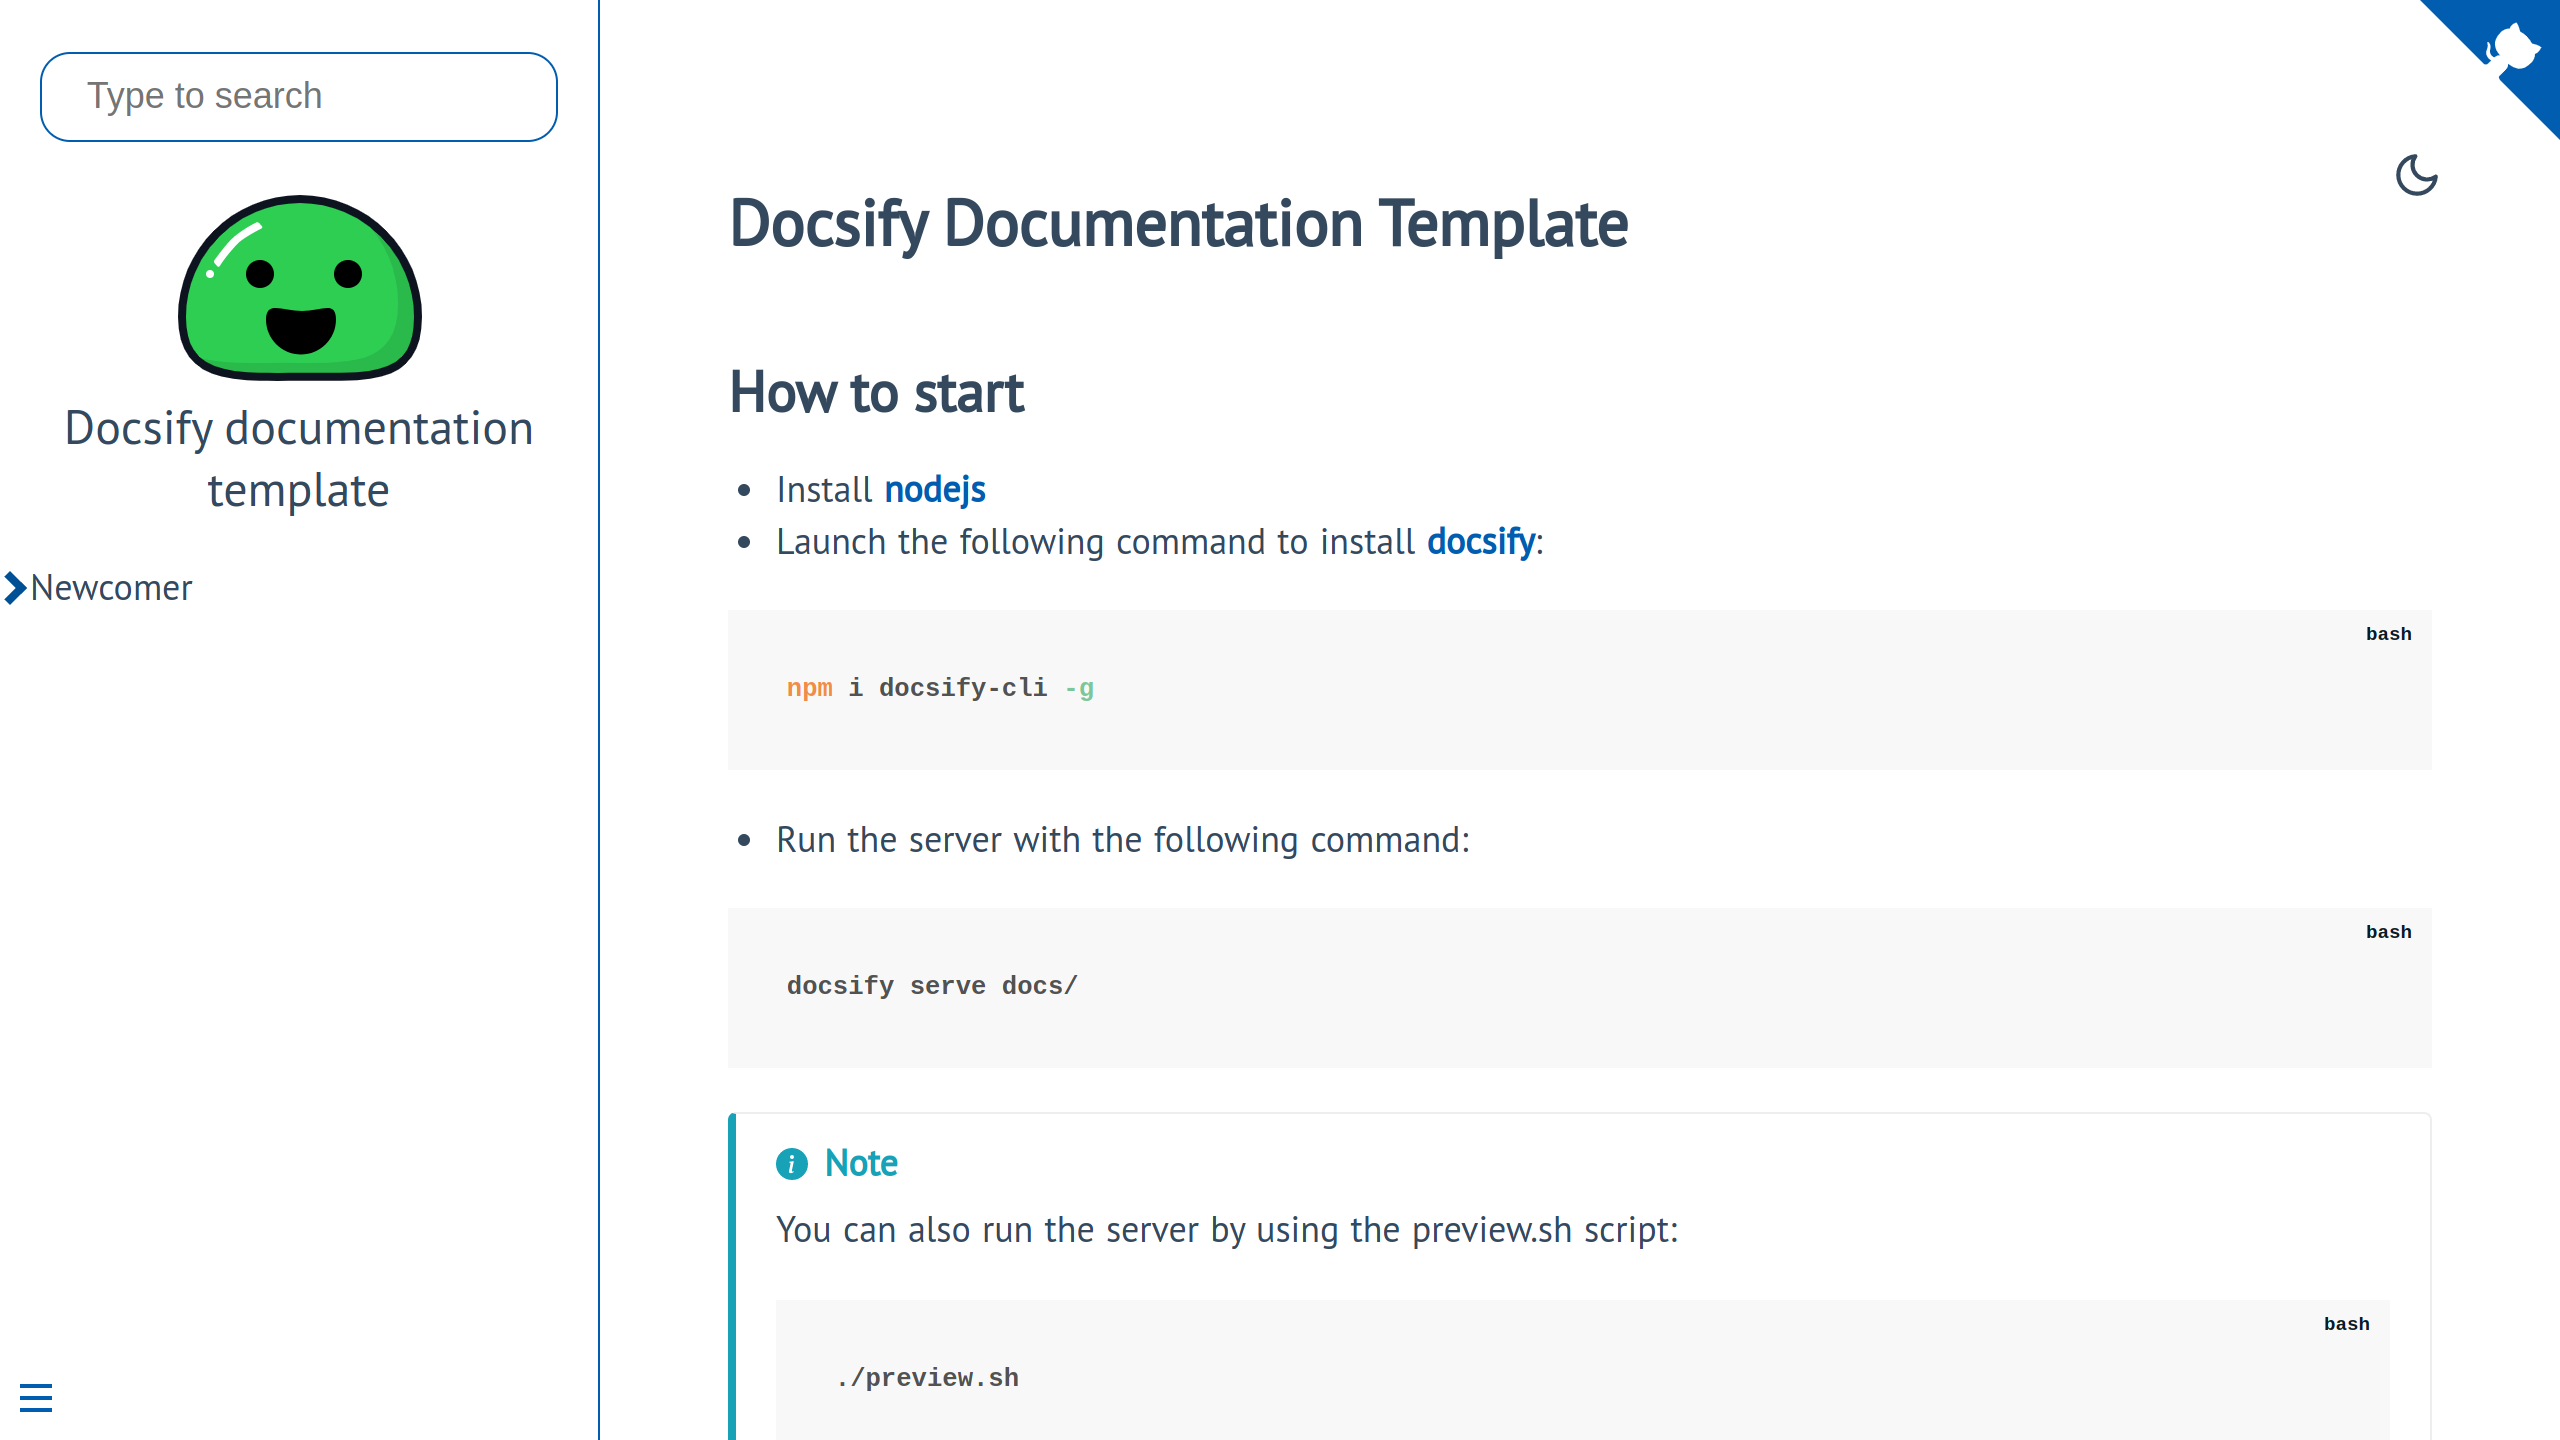 Type to search
Docsify documentation
template
Newcomer
Docsify Documentation Template
How to start
Install nodejs
Launch the following command to install docsify:
bash
npm i docsify-cli -g
Run the server with the following command:
bash
docsify serve docs/
Note
You can also run the server by using the preview.sh script:
bash
./preview.sh